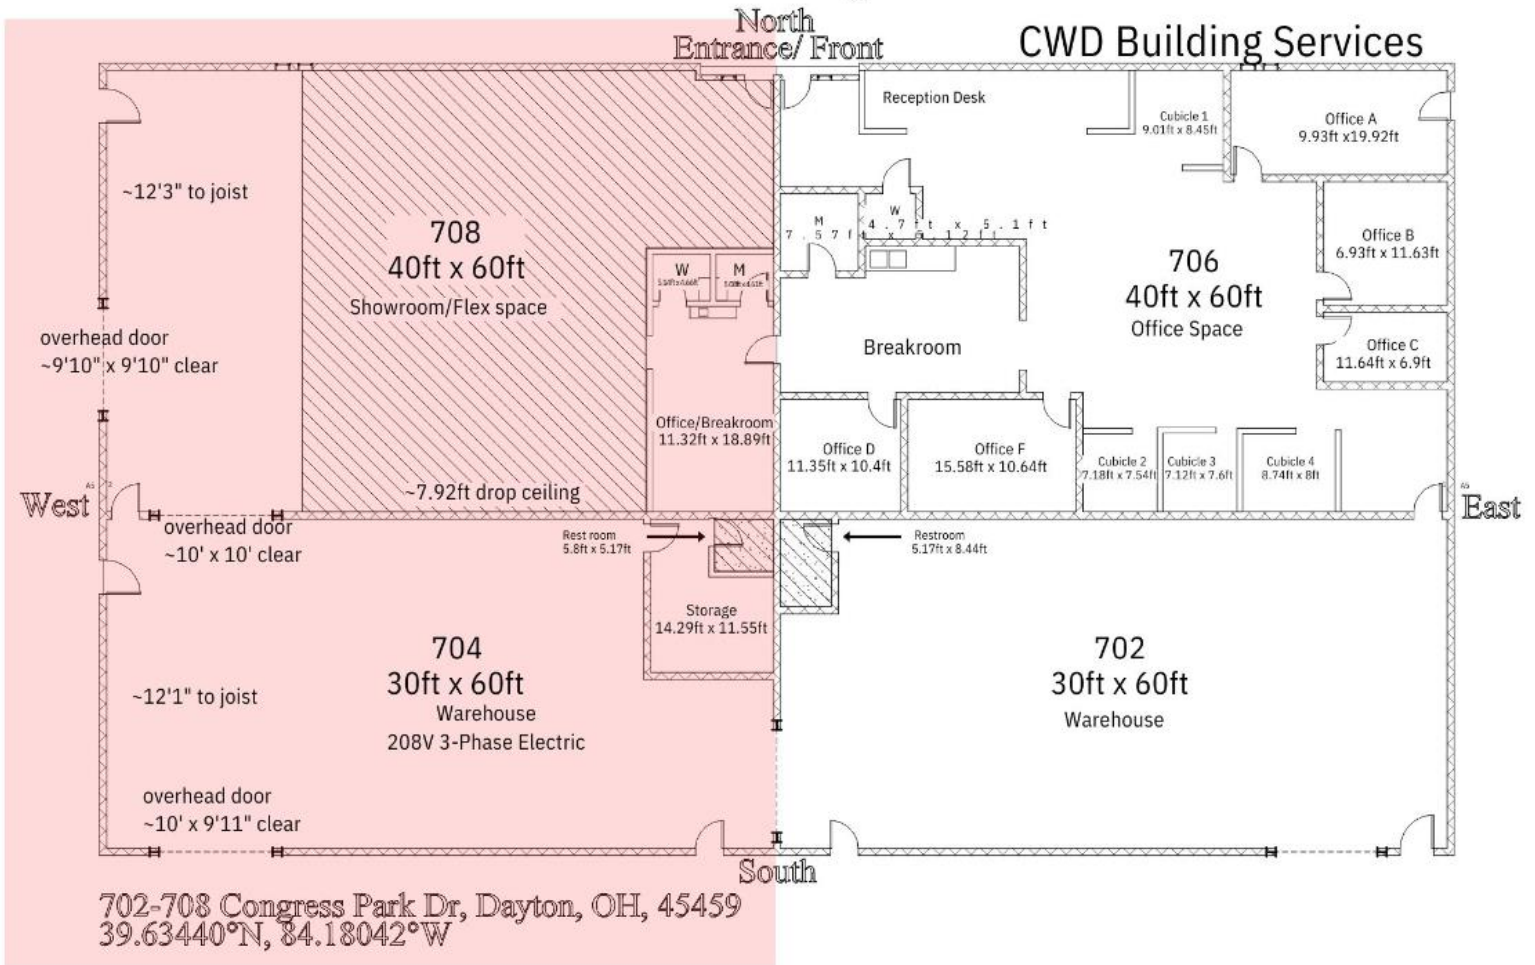 North
Entrance/ Front
CWD Building Services
Reception Desk
Cubicle 1
9.01ft x 8.45ft
Office A
9.93ft x19.92ft
~12'3" to joist
708
40ft x 60ft
Showroom/Flex space
W
M
M
W
4.7ft x 5.1ft
706
40ft x 60ft
Office Space
Office B
6.93ft x 11.63ft
overhead door
~9'10" x 9'10" clear
Breakroom
Office C
11.64ft x 6.9ft
Office/Breakroom
11.32ft x 18.89ft
Office D
11.35ft x 10.4ft
Office F
15.58ft x 10.64ft
Cubicle 2
7.18ft x 7.54ft
Cubicle 3
7.12ft x 7.6ft
Cubicle 4
8.74ft x 8ft
~7.92ft drop ceiling
West
East
overhead door
~10' x 10' clear
Rest room
5.8ft x 5.17ft
Restroom
5.17ft x 8.44ft
Storage
14.29ft x 11.55ft
704
30ft x 60ft
Warehouse
208V 3-Phase Electric
~12'1" to joist
702
30ft x 60ft
Warehouse
overhead door
~10' x 9'11" clear
South
702-708 Congress Park Dr, Dayton, OH, 45459
39.63440°N, 84.18042°W